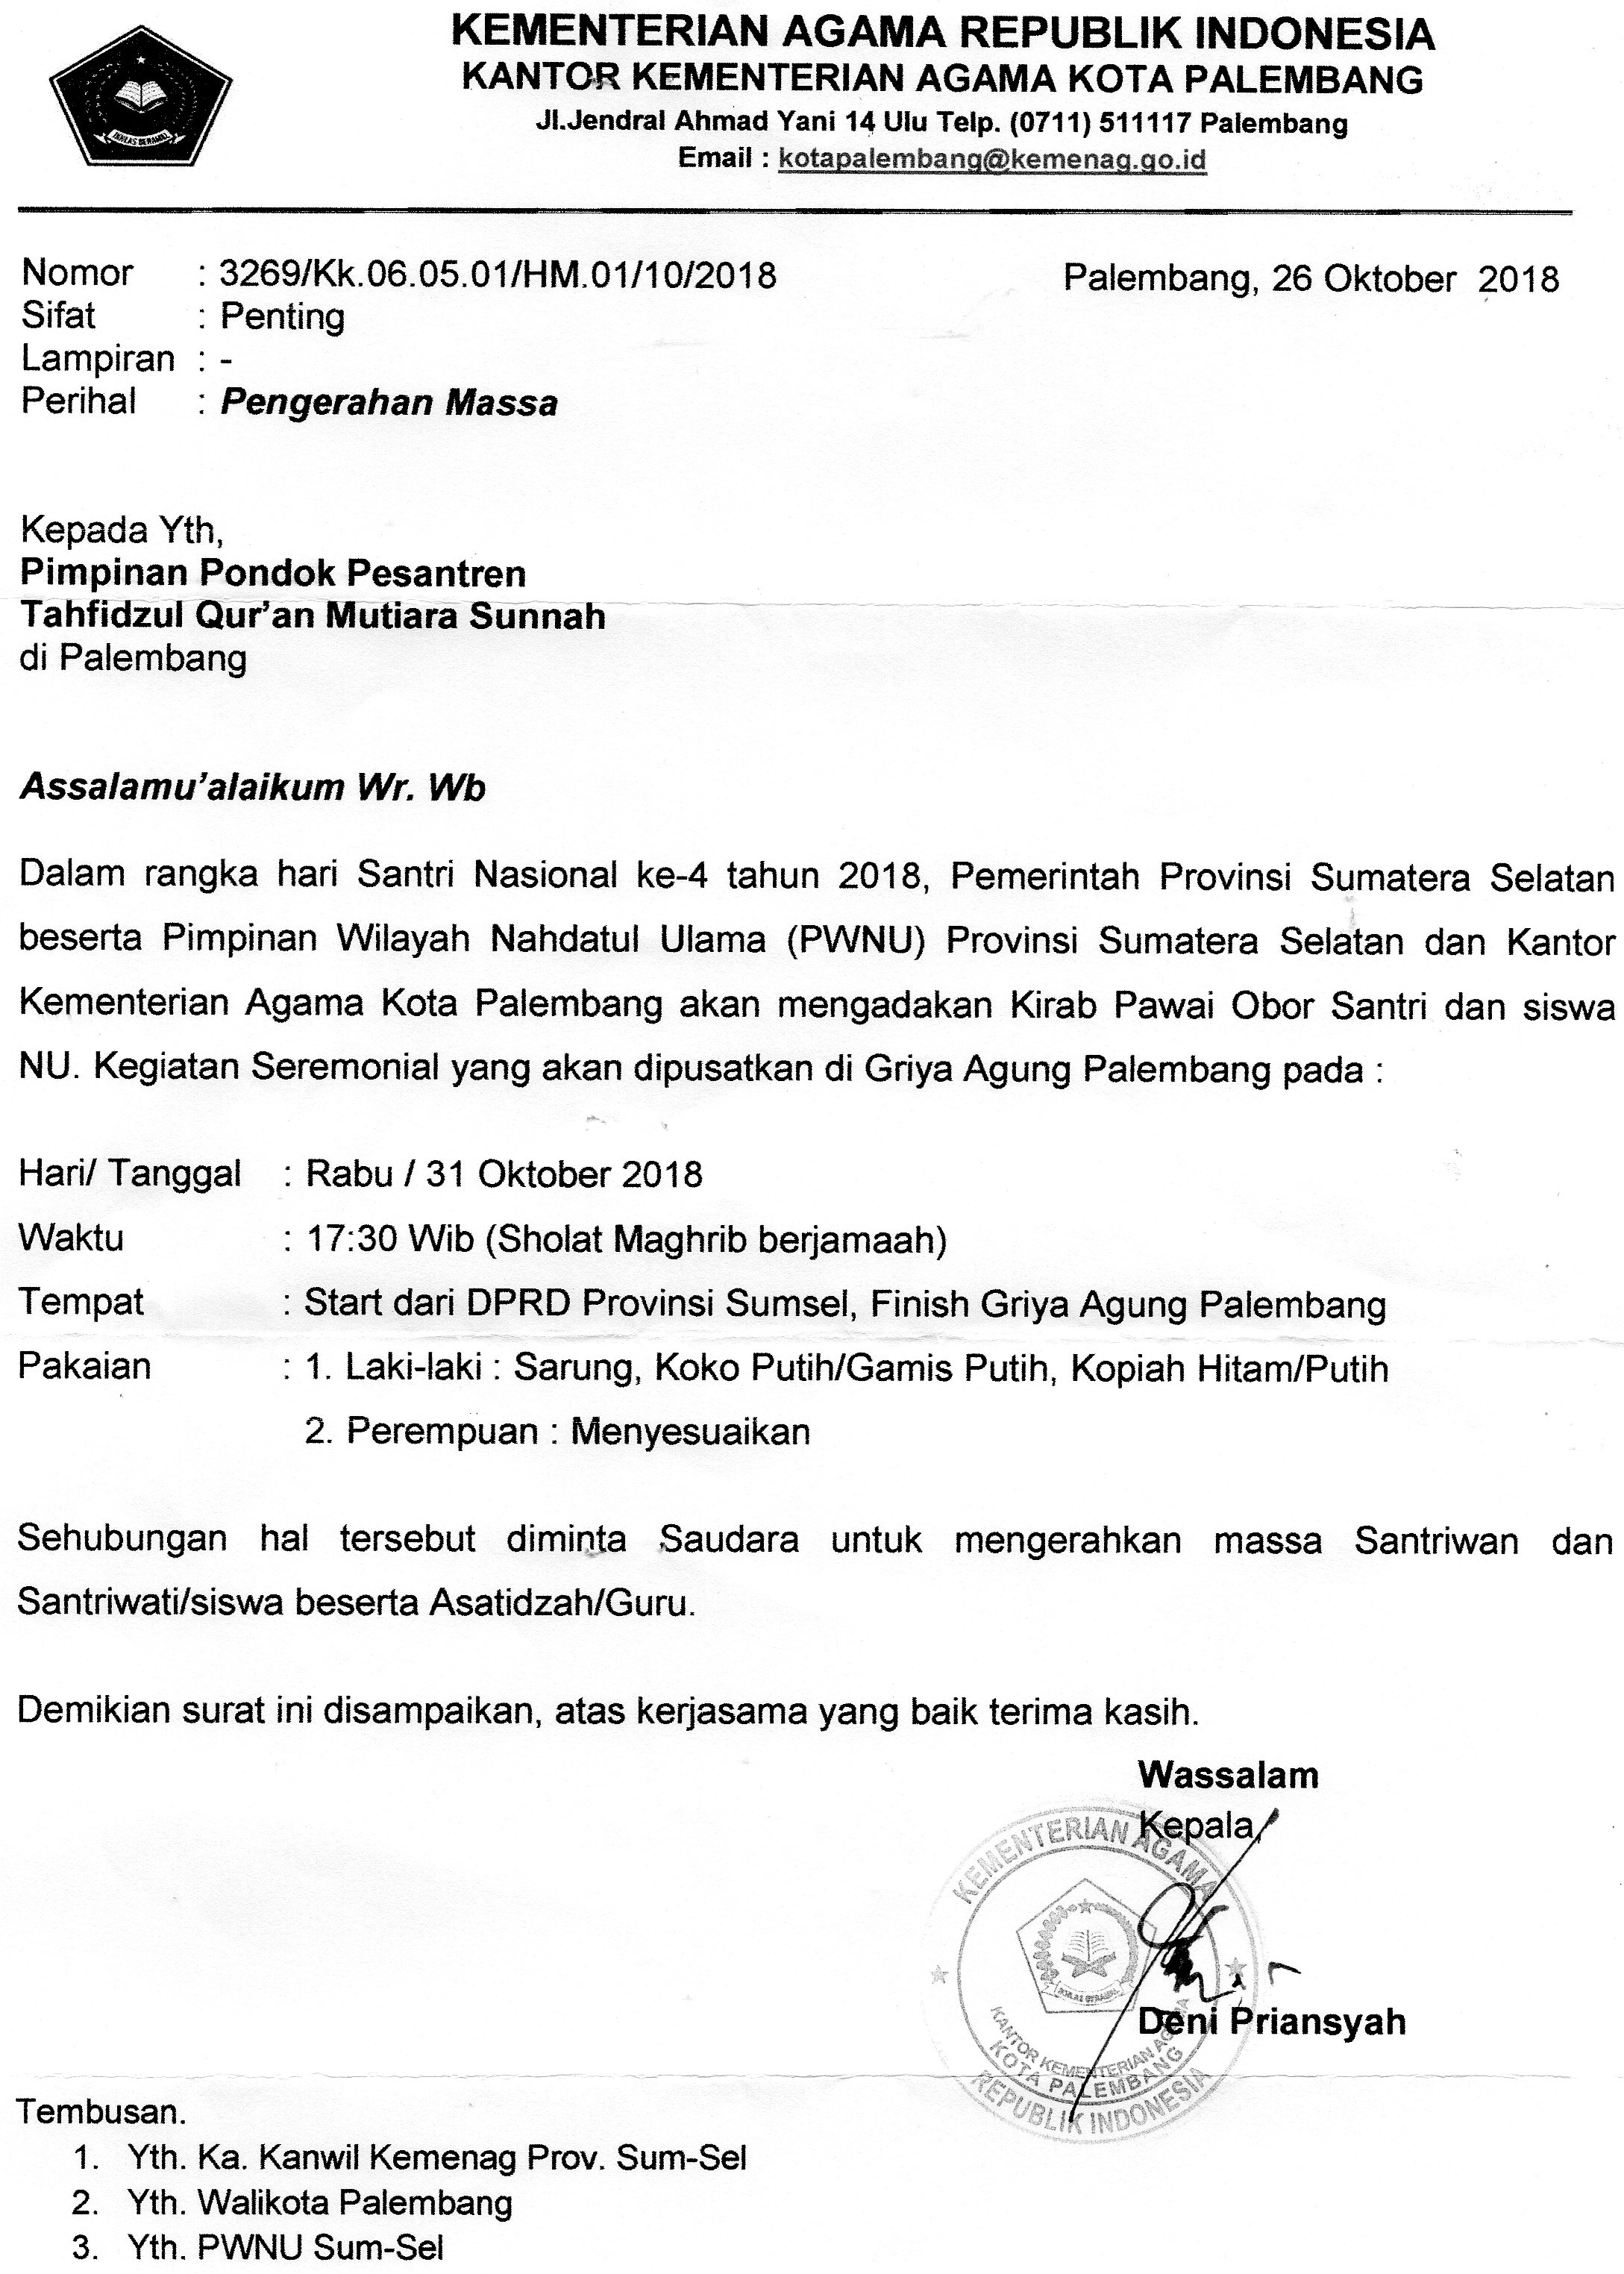 KEMENTERIAN AGAMA REPUBLIK INDONESIA
KANTOR KEMENTERIAN AGAMA KOTA PALEMBANG
Jl.Jendral Ahmad Yani 14 Ulu Telp. (0711) 511117 Palembang
Email : kotapalembang@kemenag.go.id
IKHLAS BERAMAL
Nomor : 3269/Kk.06.05.01/HM.01/10/2018 Palembang, 26 Oktober 2018
Sifat : Penting
Lampiran : -
Perihal : Pengerahan Massa
Kepada Yth,
Pimpinan Pondok Pesantren
Tahfidzul Qur'an Mutiara Sunnah
di Palembang
Assalamu'alaikum Wr. Wb
Dalam rangka hari Santri Nasional ke-4 tahun 2018, Pemerintah Provinsi Sumatera Selatan
beserta Pimpinan Wilayah Nahdatul Ulama (PWNU) Provinsi Sumatera Selatan dan Kantor
Kementerian Agama Kota Palembang akan mengadakan Kirab Pawai Obor Santri dan siswa
NU. Kegiatan Seremonial yang akan dipusatkan di Griya Agung Palembang pada :
Hari/ Tanggal : Rabu / 31 Oktober 2018
Waktu : 17:30 Wib (Sholat Maghrib berjamaah)
Tempat : Start dari DPRD Provinsi Sumsel, Finish Griya Agung Palembang
Pakaian : 1. Laki-laki : Sarung, Koko Putih/Gamis Putih, Kopiah Hitam/Putih
2. Perempuan : Menyesuaikan
Sehubungan hal tersebut diminta Saudara untuk mengerahkan massa Santriwan dan
Santriwati/siswa beserta Asatidzah/Guru.
Demikian surat ini disampaikan, atas kerjasama yang baik terima kasih.
Wassalam
Kepala,
KEMENTERIAN AGAMA
IKHLAS BERAMAL
KANTOR KEMENTERIAN AGAMA
KOTA PALEMBANG
REPUBLIK INDONESIA
Deni Priansyah
Tembusan.
1. Yth. Ka. Kanwil Kemenag Prov. Sum-Sel
2. Yth. Walikota Palembang
3. Yth. PWNU Sum-Sel